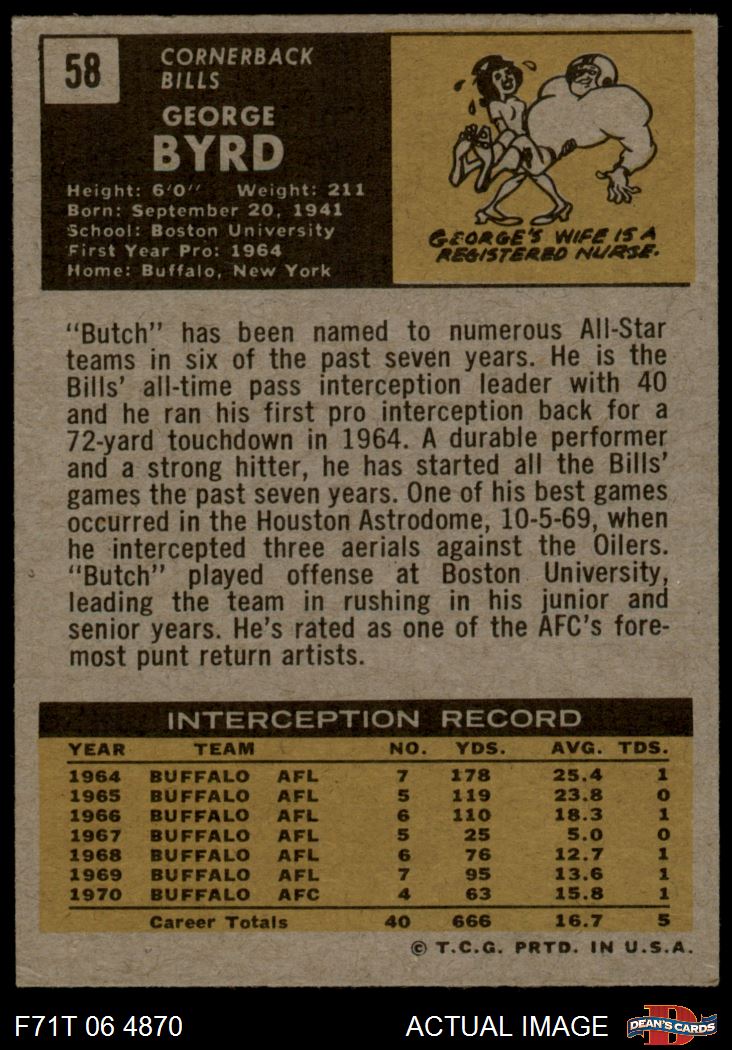 58
CORNERBACK
BILLS
GEORGE
BYRD
Height: 6'0" Weight: 211
Born: September 20, 1941
School: Boston University
First Year Pro: 1964
Home: Buffalo, New York
GEORGE'S WIFE IS A
REGISTERED NURSE.
"Butch" has been named to numerous All-Star
teams in six of the past seven years. He is the
Bills' all-time pass interception leader with 40
and he ran his first pro interception back for a
72-yard touchdown in 1964. A durable performer
and a strong hitter, he has started all the Bills'
games the past seven years. One of his best games
occurred in the Houston Astrodome, 10-5-69, when
he intercepted three aerials against the Oilers.
"Butch" played offense at Boston University,
leading the team in rushing in his junior and
senior years. He's rated as one of the AFC's fore-
most punt return artists.
INTERCEPTION RECORD
YEAR TEAM NO. YDS. AVG. TDS.
1964 BUFFALO AFL 7 178 25.4 1
1965 BUFFALO AFL 5 119 23.8 0
1966 BUFFALO AFL 6 110 18.3 1
1967 BUFFALO AFL 5 25 5.0 0
1968 BUFFALO AFL 6 76 12.7 1
1969 BUFFALO AFL 7 95 13.6 1
1970 BUFFALO AFC 4 63 15.8 1
Career Totals 40 666 16.7 5
© T.C.G. PRTD. IN U.S.A.
F71T 06 4870 ACTUAL IMAGE DEAN'S CARDS